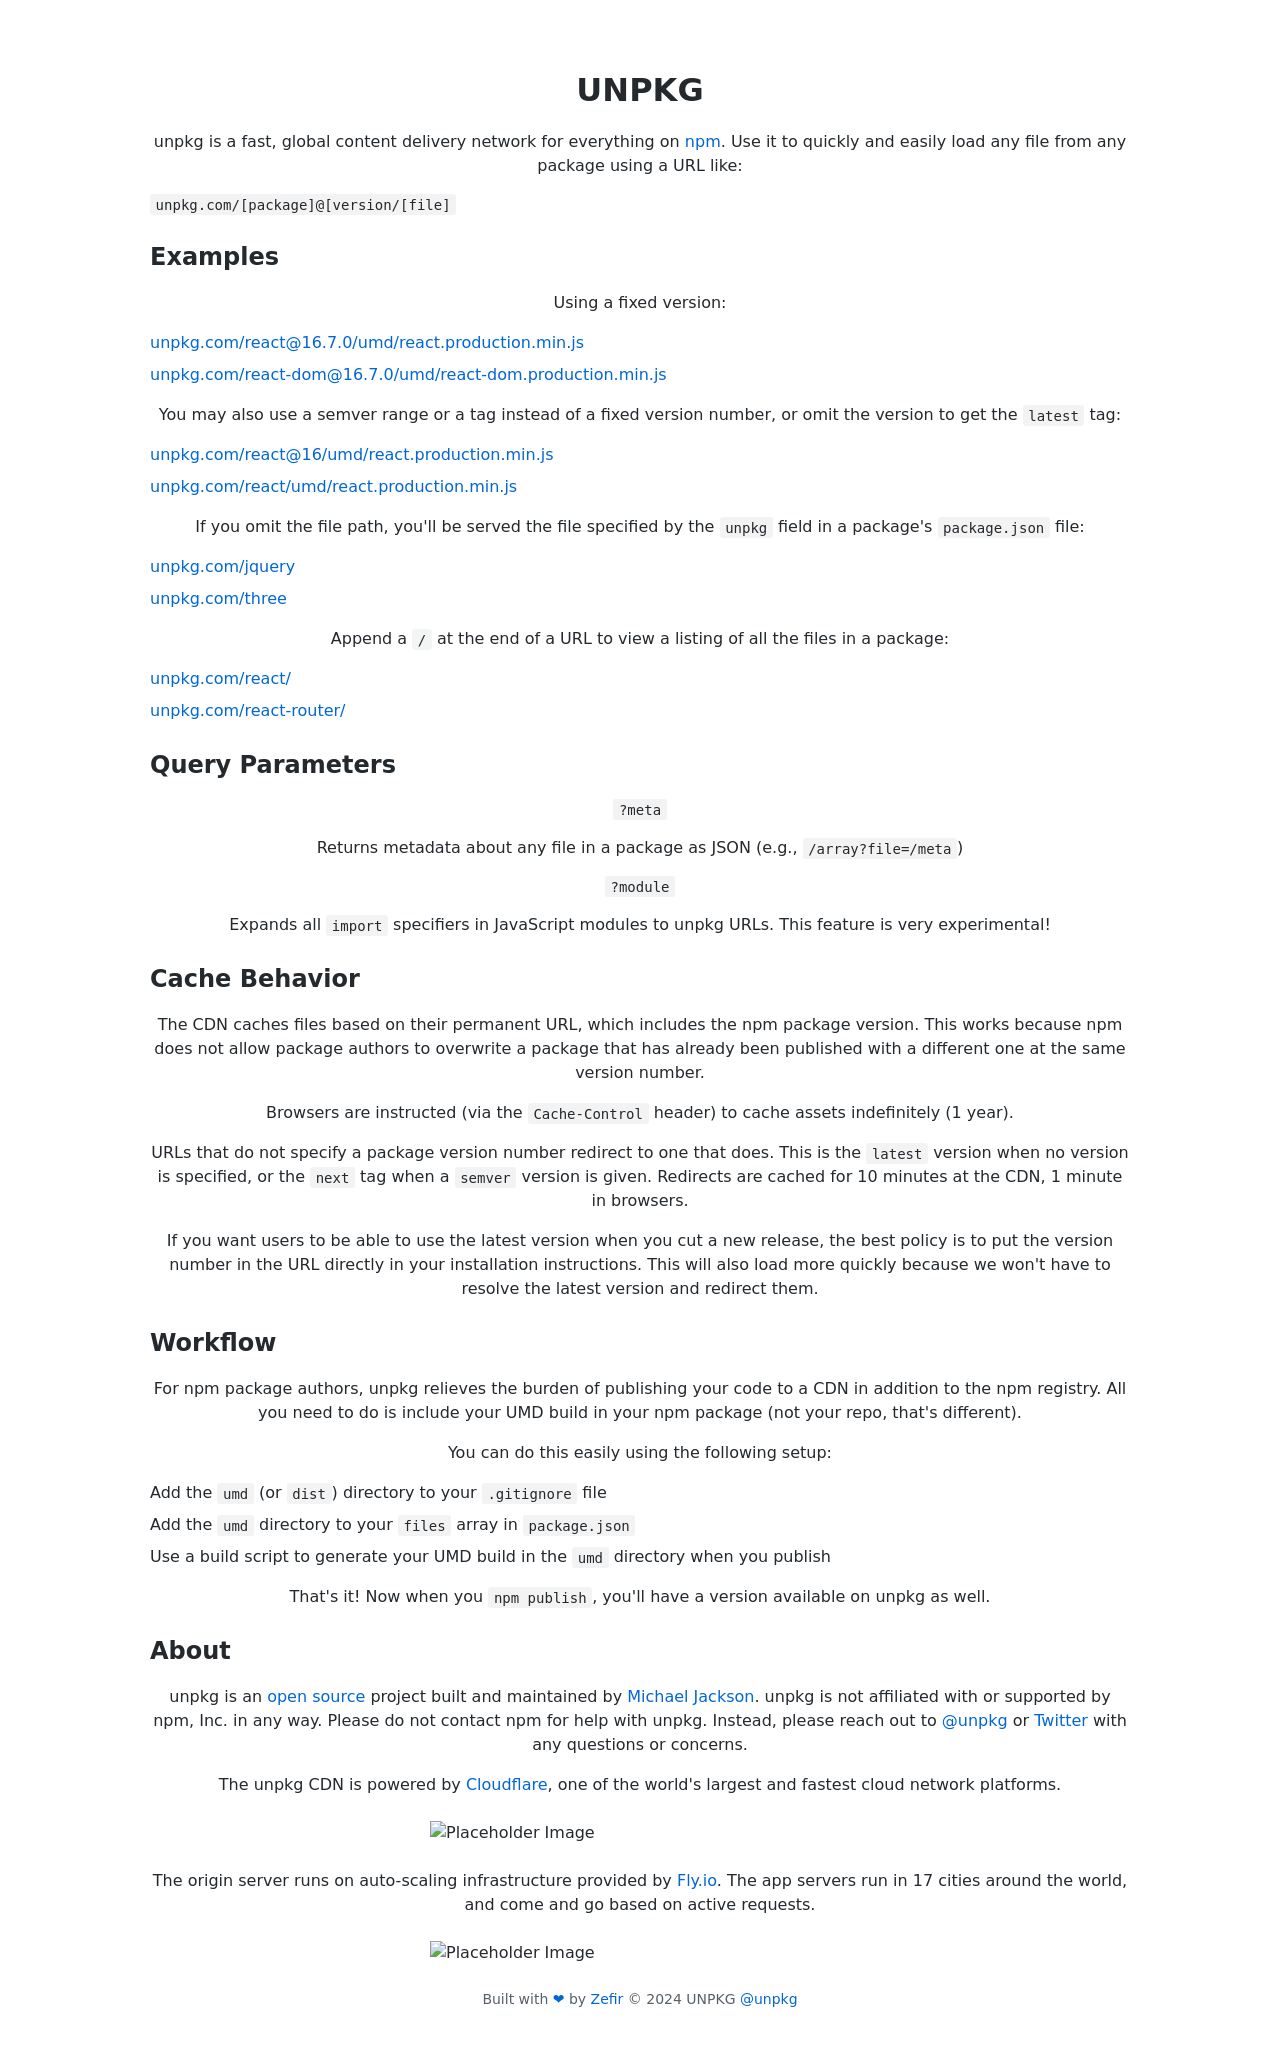 UNPKG
unpkg is a fast, global content delivery network for everything on npm. Use it to quickly and easily load any file from any
package using a URL like:
unpkg.com/[package]@[version/[file]
Examples
Using a fixed version:
unpkg.com/react@16.7.0/umd/react.production.min.js
unpkg.com/react-dom@16.7.0/umd/react-dom.production.min.js
You may also use a semver range or a tag instead of a fixed version number, or omit the version to get the latest tag:
unpkg.com/react@16/umd/react.production.min.js
unpkg.com/react/umd/react.production.min.js
If you omit the file path, you'll be served the file specified by the unpkg field in a package's package.json file:
unpkg.com/jquery
unpkg.com/three
Append a / at the end of a URL to view a listing of all the files in a package:
unpkg.com/react/
unpkg.com/react-router/
Query Parameters
?meta
Returns metadata about any file in a package as JSON (e.g., /array?file=/meta)
?module
Expands all import specifiers in JavaScript modules to unpkg URLs. This feature is very experimental!
Cache Behavior
The CDN caches files based on their permanent URL, which includes the npm package version. This works because npm
does not allow package authors to overwrite a package that has already been published with a different one at the same
version number.
Browsers are instructed (via the Cache-Control header) to cache assets indefinitely (1 year).
URLs that do not specify a package version number redirect to one that does. This is the latest version when no version
is specified, or the next tag when a semver version is given. Redirects are cached for 10 minutes at the CDN, 1 minute
in browsers.
If you want users to be able to use the latest version when you cut a new release, the best policy is to put the version
number in the URL directly in your installation instructions. This will also load more quickly because we won't have to
resolve the latest version and redirect them.
Workflow
For npm package authors, unpkg relieves the burden of publishing your code to a CDN in addition to the npm registry. All
you need to do is include your UMD build in your npm package (not your repo, that's different).
You can do this easily using the following setup:
Add the umd (or dist) directory to your .gitignore file
Add the umd directory to your files array in package.json
Use a build script to generate your UMD build in the umd directory when you publish
That's it! Now when you npm publish, you'll have a version available on unpkg as well.
About
unpkg is an open source project built and maintained by Michael Jackson. unpkg is not affiliated with or supported by
npm, Inc. in any way. Please do not contact npm for help with unpkg. Instead, please reach out to @unpkg or Twitter with
any questions or concerns.
The unpkg CDN is powered by Cloudflare, one of the world's largest and fastest cloud network platforms.
Placeholder Image
The origin server runs on auto-scaling infrastructure provided by Fly.io. The app servers run in 17 cities around the world,
and come and go based on active requests.
Placeholder Image
Built with ❤ by Zefir © 2024 UNPKG @unpkg